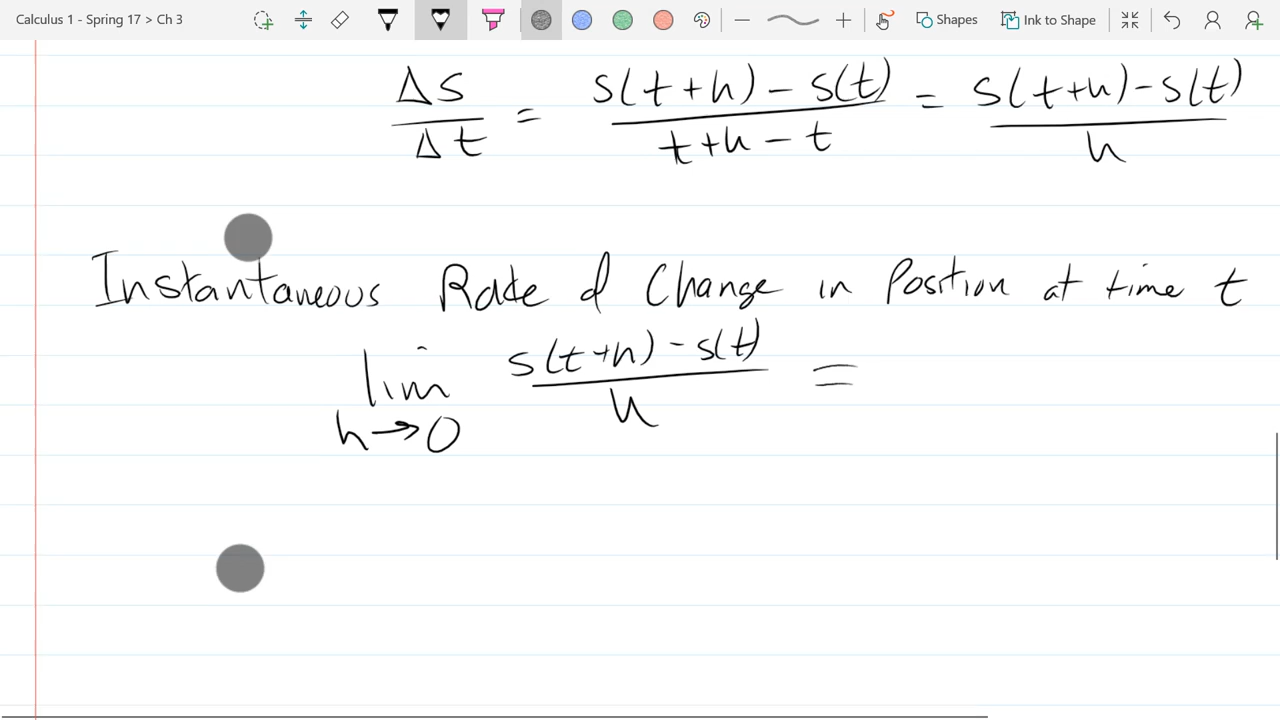 Calculus 1 - Spring 17 > Ch 3 Shapes Ink to Shape
Δs/Δt = (s(t+h) - s(t))/(t+h-t) = (s(t+h) - s(t))/h
Instantaneous Rate of Change in Position at time t
lim h→0 (s(t+h) - s(t))/h =